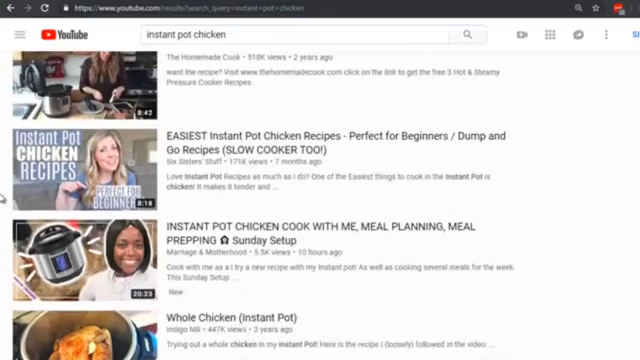 https://www.youtube.com/results?search_query=instant+pot+chicken
YouTube
instant pot chicken
The Homemade Cook • 518K views • 2 years ago
want the recipe? Visit www.thehomemadecook.com click on the link to get the free 3 Hot & Steamy
Pressure Cooker Recipes.
8:42
Instant Pot
CHICKEN
RECIPES
PERFECT FOR
BEGINNERS
8:18
EASIEST Instant Pot Chicken Recipes - Perfect for Beginners / Dump and
Go Recipes (SLOW COOKER TOO!)
Six Sisters' Stuff • 171K views • 7 months ago
Love Instant Pot Recipes as much as I do? One of the Easiest things to cook in the Instant Pot is
chicken! It makes it tender and ...
20:23
INSTANT POT CHICKEN COOK WITH ME, MEAL PLANNING, MEAL
PREPPING Sunday Setup
Marriage & Motherhood • 5.5K views • 10 hours ago
Cook with me as a I try a new recipe with my Instant pot! As well as cooking several meals for the week.
This Sunday Setup ...
New
Whole Chicken (Instant Pot)
Indigo Nili • 447K views • 3 years ago
Trying out a whole chicken in my Instant Pot! Here is the recipe I (loosely) followed in the video: ...